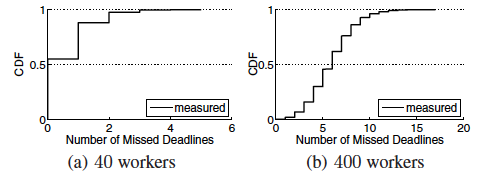 1
0.5
0
CDF
0 2 4 6
measured
Number of Missed Deadlines
(a) 40 workers
1
0.5
0
CDF
0 5 10 15 20
measured
Number of Missed Deadlines
(b) 400 workers